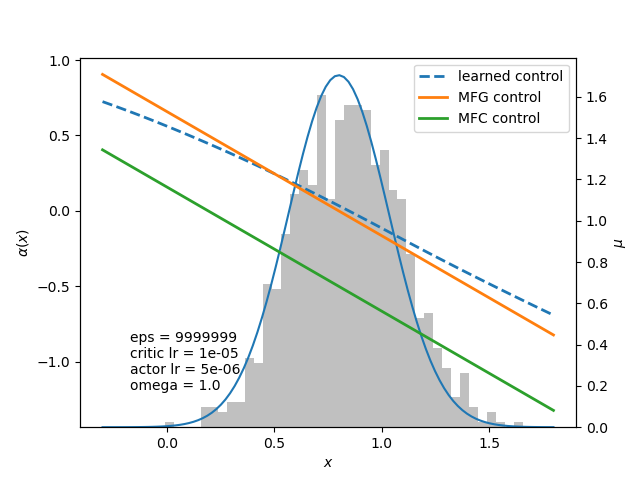 learned control
MFG control
MFC control
1.0
0.5
0.0
−0.5
−1.0
α(x)
1.6
1.4
1.2
1.0
0.8
0.6
0.4
0.2
0.0
μ
eps = 9999999
critic lr = 1e-05
actor lr = 5e-06
omega = 1.0
0.0 0.5 1.0 1.5
x